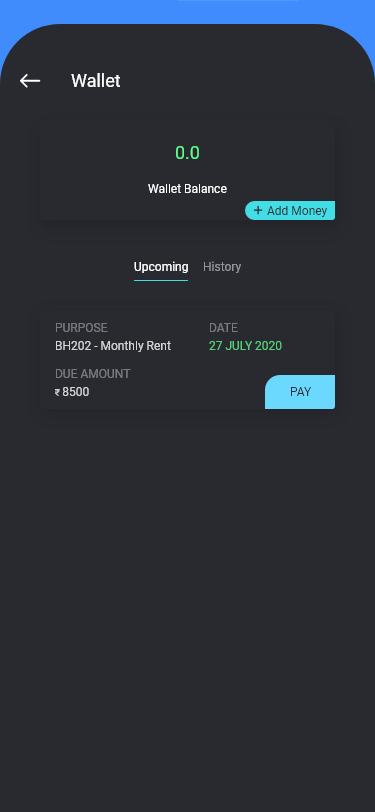 Wallet
0.0
Wallet Balance
+ Add Money
Upcoming History
PURPOSE DATE
BH202 - Monthly Rent 27 JULY 2020
DUE AMOUNT
₹ 8500
PAY